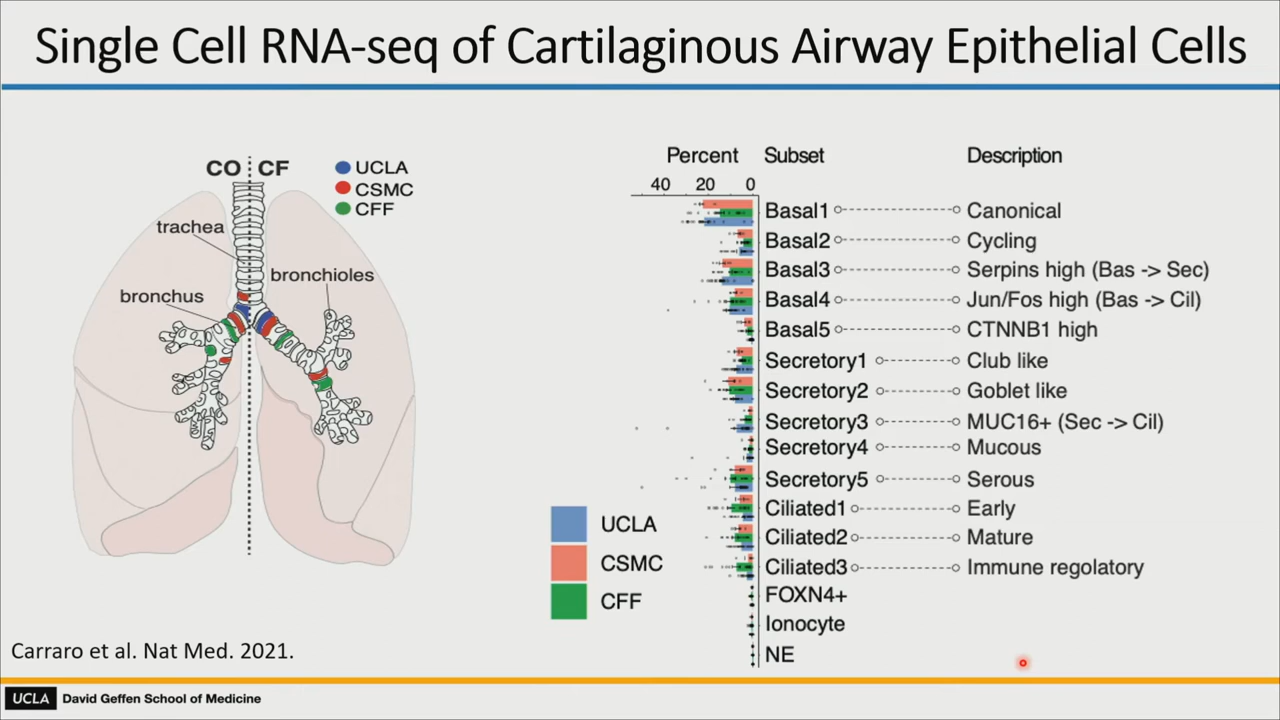 Single Cell RNA-seq of Cartilaginous Airway Epithelial Cells
CO CF
UCLA
CSMC
CFF
trachea
bronchioles
bronchus
Percent Subset Description
40 20 0
Basal1 Canonical
Basal2 Cycling
Basal3 Serpins high (Bas -> Sec)
Basal4 Jun/Fos high (Bas -> Cil)
Basal5 CTNNB1 high
Secretory1 Club like
Secretory2 Goblet like
Secretory3 MUC16+ (Sec -> Cil)
Secretory4 Mucous
Secretory5 Serous
Ciliated1 Early
Ciliated2 Mature
Ciliated3 Immune regolatory
FOXN4+
Ionocyte
NE
UCLA
CSMC
CFF
Carraro et al. Nat Med. 2021.
UCLA David Geffen School of Medicine